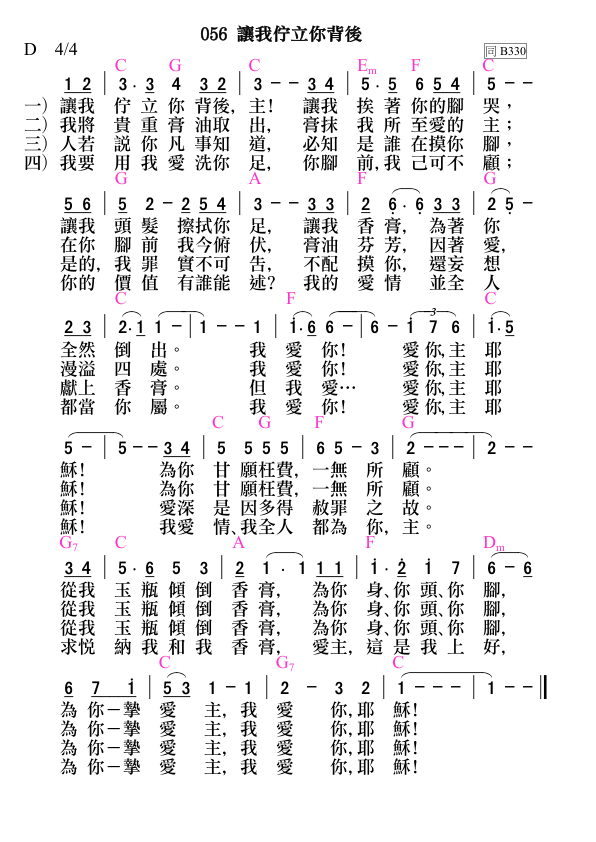 056 讓我佇立你背後
D 4/4 同 B330
C G C Em F C
1 2 | 3 · 3 4 3 2 | 3 - - 3 4 | 5 · 5 6 5 4 | 5 - -
一) 讓我 佇 立 你 背後, 主! 讓我 挨 著 你的腳 哭,
二) 我將 貴 重 膏 油取 出, 膏抹 我 所 至愛的 主;
三) 人若 説 你 凡 事知 道, 必知 是 誰 在摸你 腳;
四) 我要 用 我 愛 洗你 足, 你腳 前,我 己可不 顧;
G A F G
5 6 | 5 2 - 2 5 4 | 3 - - 3 3 | 2 6 · 6 3 3 | 2 5 -
讓我 頭 髮 擦拭你 足, 讓我 香 膏, 為著 你
在你 腳 前 我今俯 伏, 膏油 芬 芳, 因著 愛,
是的, 我 罪 實不可 告, 不配 摸 你, 還妄 想
你的 價 值 有誰能 述? 我的 愛 情 並全 人
C F C
2 3 | 2 · 1 1 - | 1 - - 1 | 1 · 6 6 - | 6 - 1 7 6 | 1 · 5
3
全然 倒 出。 我 愛 你! 愛你,主 耶
漫溢 四 處。 我 愛 你! 愛你,主 耶
獻上 香 膏。 但 我 愛… 愛你,主 耶
都當 你 屬。 我 愛 你! 愛你,主 耶
C G F G
5 - | 5 - - 3 4 | 5 5 5 5 | 6 5 - 3 | 2 - - - | 2 - -
穌! 為你 甘 願枉費, 一無 所 顧。
穌! 為你 甘 願枉費, 一無 所 顧。
穌! 愛深 是 因多得 赦罪 之 故。
穌! 我愛 情、我全人 都為 你, 主。
G7 C A F Dm
3 4 | 5 · 6 5 3 | 2 1 · 1 1 1 | 1 · 2 1 7 | 6 - 6
從我 玉 瓶 傾 倒 香 膏, 為你 身、你 頭、你 腳,
從我 玉 瓶 傾 倒 香 膏, 為你 身、你 頭、你 腳,
從我 玉 瓶 傾 倒 香 膏, 為你 身、你 頭、你 腳,
求悦 納 我 和 我 香 膏, 愛主, 這 是 我 上 好,
C G7 C
6 7 1 | 5 3 1 - 1 | 2 - 3 2 | 1 - - - | 1 - - ‖
為 你－摯 愛 主, 我 愛 你,耶 穌!
為 你－摯 愛 主, 我 愛 你,耶 穌!
為 你－摯 愛 主, 我 愛 你,耶 穌!
為 你－摯 愛 主, 我 愛 你,耶 穌!